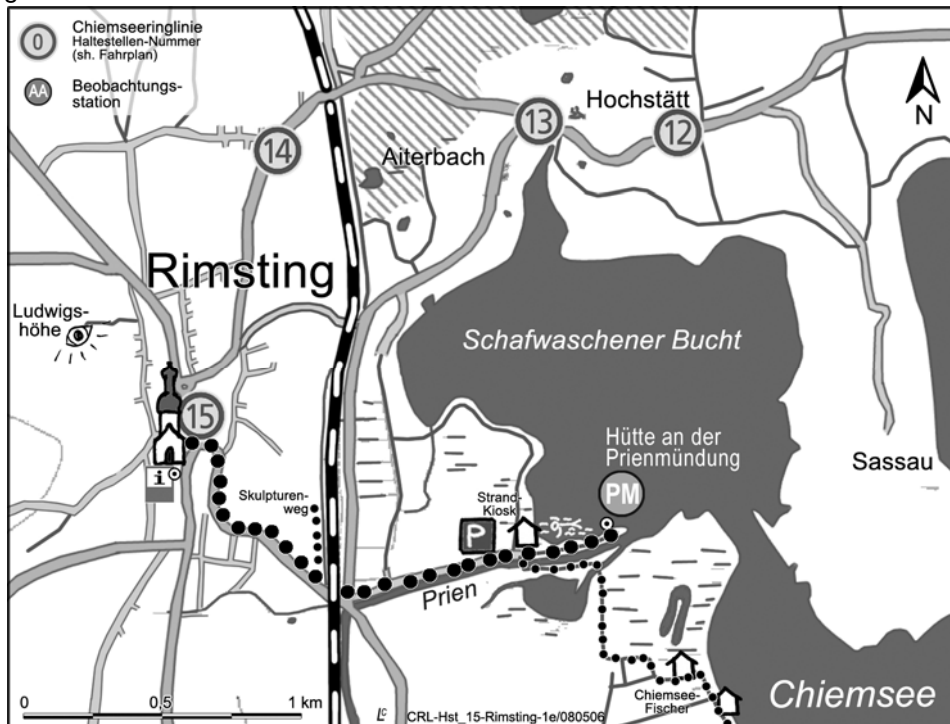 0
Chiemseeringlinie
Haltestellen-Nummer
(sh. Fahrplan)
AA
Beobachtungs-
station
N
Hochstätt
13
12
14
Aiterbach
Rimsting
Ludwigs-
höhe
Schafwaschener Bucht
15
i
Hütte an der
Prienmündung
PM
Sassau
Skulpturen-
weg
Strand-
Kiosk
P
Prien
Chiemsee-
Fischer
Chiemsee
0
0,5
1 km
CRL-Hst_15-Rimsting-1e/080506